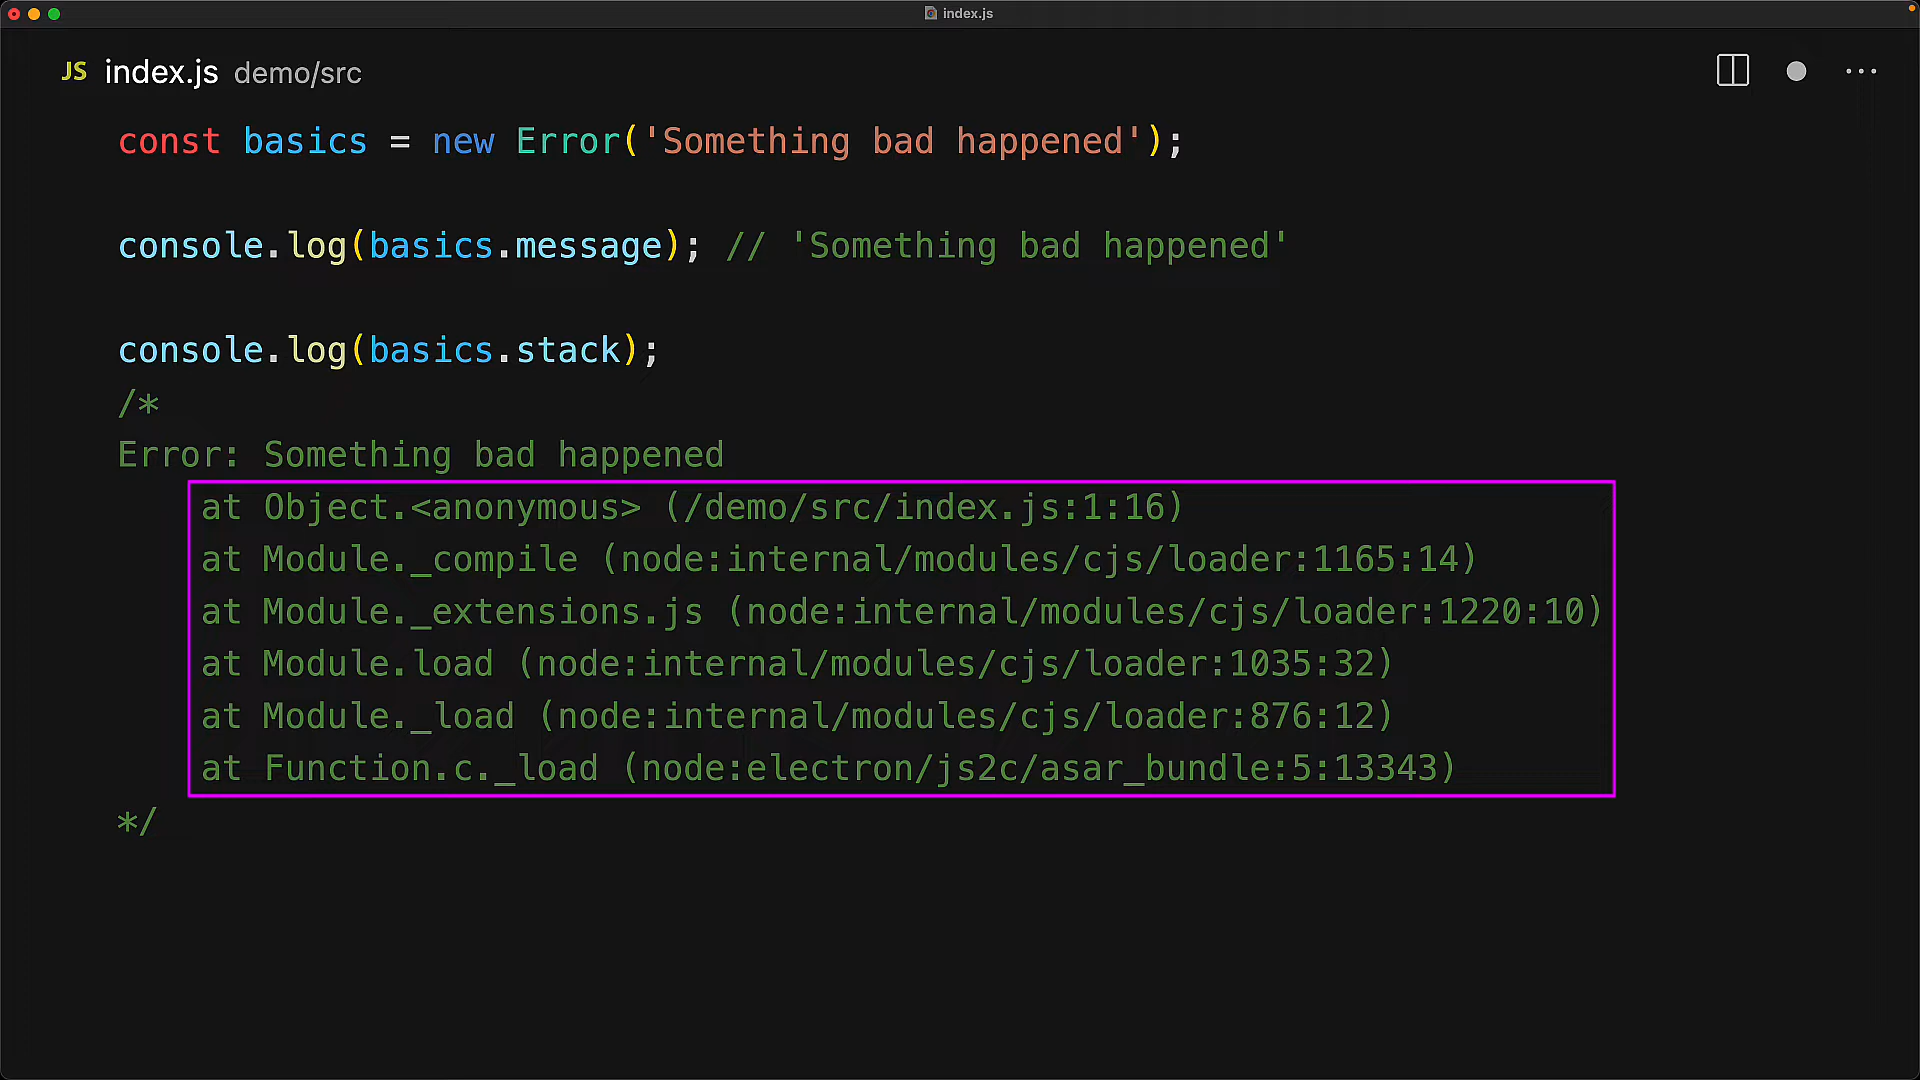 index.js
JS index.js demo/src
const basics = new Error('Something bad happened');
console.log(basics.message); // 'Something bad happened'
console.log(basics.stack);
/*
Error: Something bad happened
at Object.<anonymous> (/demo/src/index.js:1:16)
at Module._compile (node:internal/modules/cjs/loader:1165:14)
at Module._extensions.js (node:internal/modules/cjs/loader:1220:10)
at Module.load (node:internal/modules/cjs/loader:1035:32)
at Module._load (node:internal/modules/cjs/loader:876:12)
at Function.c._load (node:electron/js2c/asar_bundle:5:13343)
*/